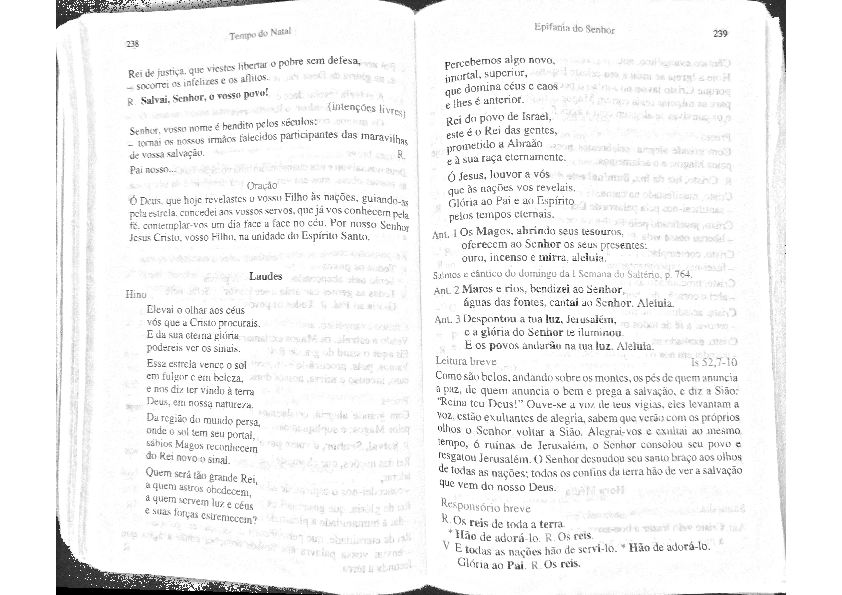 238
Tempo do Natal
Rei de justiça, que viestes libertar o pobre sem defesa,
– socorrei os infelizes e os aflitos.
R. Salvai, Senhor, o vosso povo!
(intenções livres)
Senhor, vosso nome é bendito pelos séculos;
– tornai os nossos irmãos falecidos participantes das maravilhas
de vossa salvação. R.
Pai nosso...
Oração
Ó Deus, que hoje revelastes o vosso Filho às nações, guiando-as
pela estrela, concedei aos vossos servos, que já vos conhecem pela
fé, contemplar-vos um dia face a face no céu. Por nosso Senhor
Jesus Cristo, vosso Filho, na unidade do Espírito Santo.
Laudes
Hino
Elevai o olhar aos céus
vós que a Cristo procurais.
E da sua eterna glória
podereis ver os sinais.
Essa estrela vence o sol
em fulgor e em beleza,
e nos diz ter vindo à terra
Deus, em nossa natureza.
Da região do mundo persa,
onde o sol tem seu portal,
sábios Magos reconhecem
do Rei novo o sinal.
Quem será tão grande Rei,
a quem astros obedecem,
a quem servem luz e céus
e suas forças estremecem?
Epifania do Senhor
239
Percebemos algo novo,
imortal, superior,
que domina céus e caos
e lhes é anterior.
Rei do povo de Israel,
este é o Rei das gentes,
prometido a Abraão
e à sua raça eternamente.
Ó Jesus, louvor a vós
que às nações vos revelais.
Glória ao Pai e ao Espírito
pelos tempos eternais.
Ant. 1 Os Magos, abrindo seus tesouros,
oferecem ao Senhor os seus presentes:
ouro, incenso e mirra, aleluia.
Salmos e cântico do domingo da I Semana do Saltério, p. 764.
Ant. 2 Mares e rios, bendizei ao Senhor,
águas das fontes, cantai ao Senhor. Aleluia.
Ant. 3 Despontou a tua luz, Jerusalém,
e a glória do Senhor te iluminou.
E os povos andarão na tua luz. Aleluia.
Leitura breve Is 52,7-10
Como são belos, andando sobre os montes, os pés de quem anuncia
a paz, de quem anuncia o bem e prega a salvação, e diz a Sião:
“Reina teu Deus!” Ouve-se a voz de teus vigias, eles levantam a
voz, estão exultantes de alegria, sabem que verão com os próprios
olhos o Senhor voltar a Sião. Alegrai-vos e exultai ao mesmo
tempo, ó ruínas de Jerusalém, o Senhor consolou seu povo e
resgatou Jerusalém. O Senhor desnudou seu santo braço aos olhos
de todas as nações; todos os confins da terra hão de ver a salvação
que vem do nosso Deus.
Responsório breve
R. Os reis de toda a terra.
* Hão de adorá-lo. R. Os reis.
V E todas as nações hão de servi-lo. * Hão de adorá-lo.
Glória ao Pai. R. Os reis.